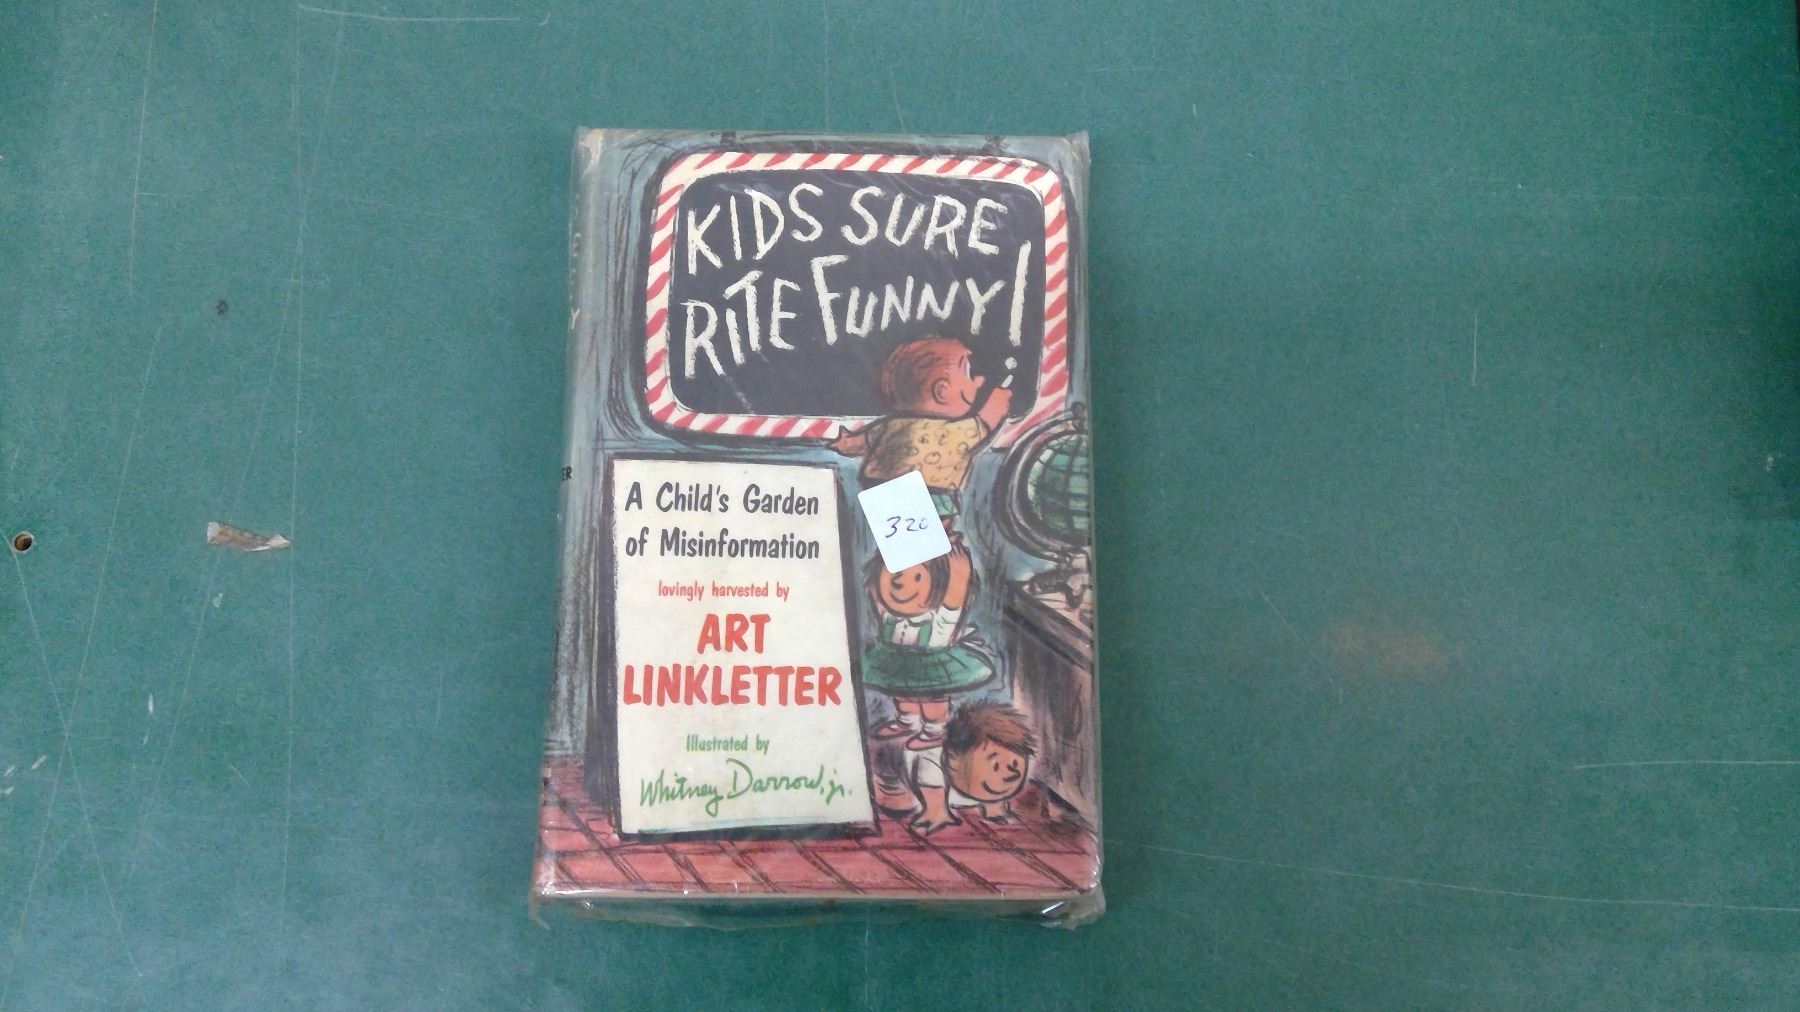 KIDS SURE
RITE FUNNY!
A Child's Garden
of Misinformation
lovingly harvested by
ART
LINKLETTER
Illustrated by
Whitney Darrow, jr.
320